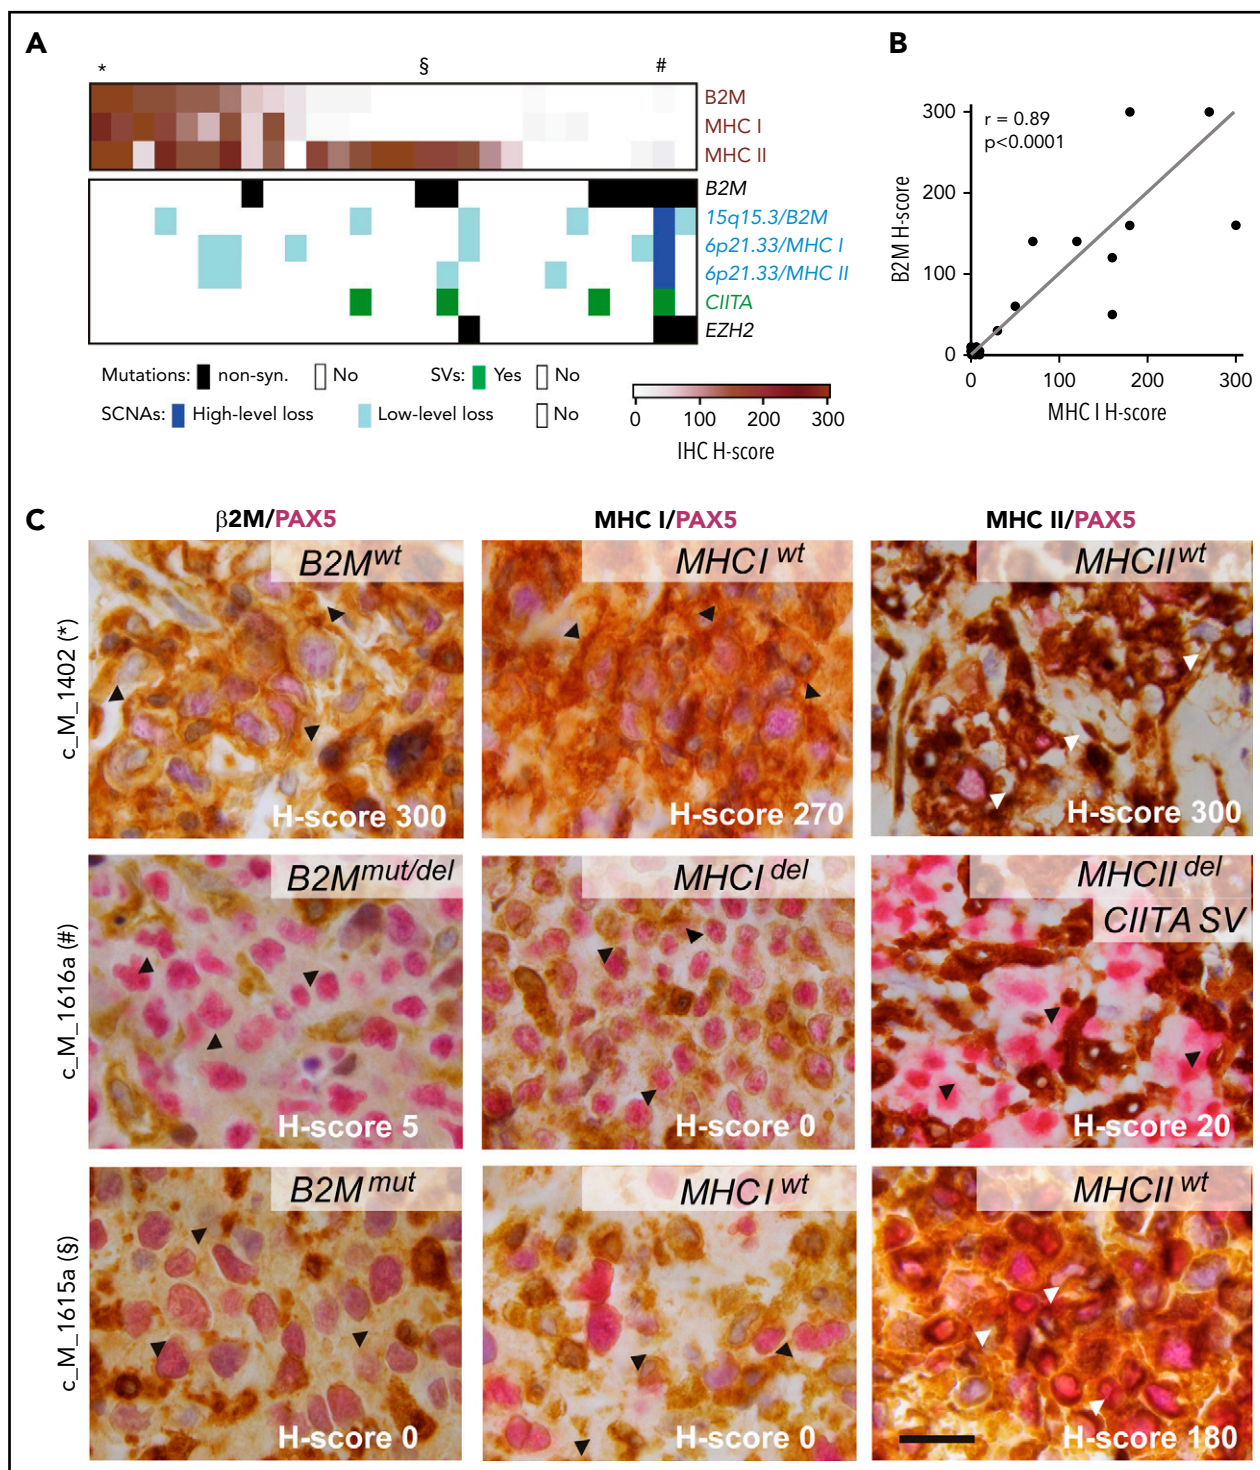 A
* § #
B2M
MHC I
MHC II
B2M
15q15.3/B2M
6p21.33/MHC I
6p21.33/MHC II
CIITA
EZH2
Mutations: non-syn. No SVs: Yes No
SCNAs: High-level loss Low-level loss No
0 100 200 300
IHC H-score
B
r = 0.89
p<0.0001
B2M H-score
300
200
100
0
0 100 200 300
MHC I H-score
C
β2M/PAX5 MHC I/PAX5 MHC II/PAX5
c_M_1402 (*)
B2M wt
H-score 300
MHCI wt
H-score 270
MHCII wt
H-score 300
c_M_1616a (#)
B2M mut/del
H-score 5
MHCI del
H-score 0
MHCII del
CIITA SV
H-score 20
c_M_1615a (§)
B2M mut
H-score 0
MHCI wt
H-score 0
MHCII wt
H-score 180